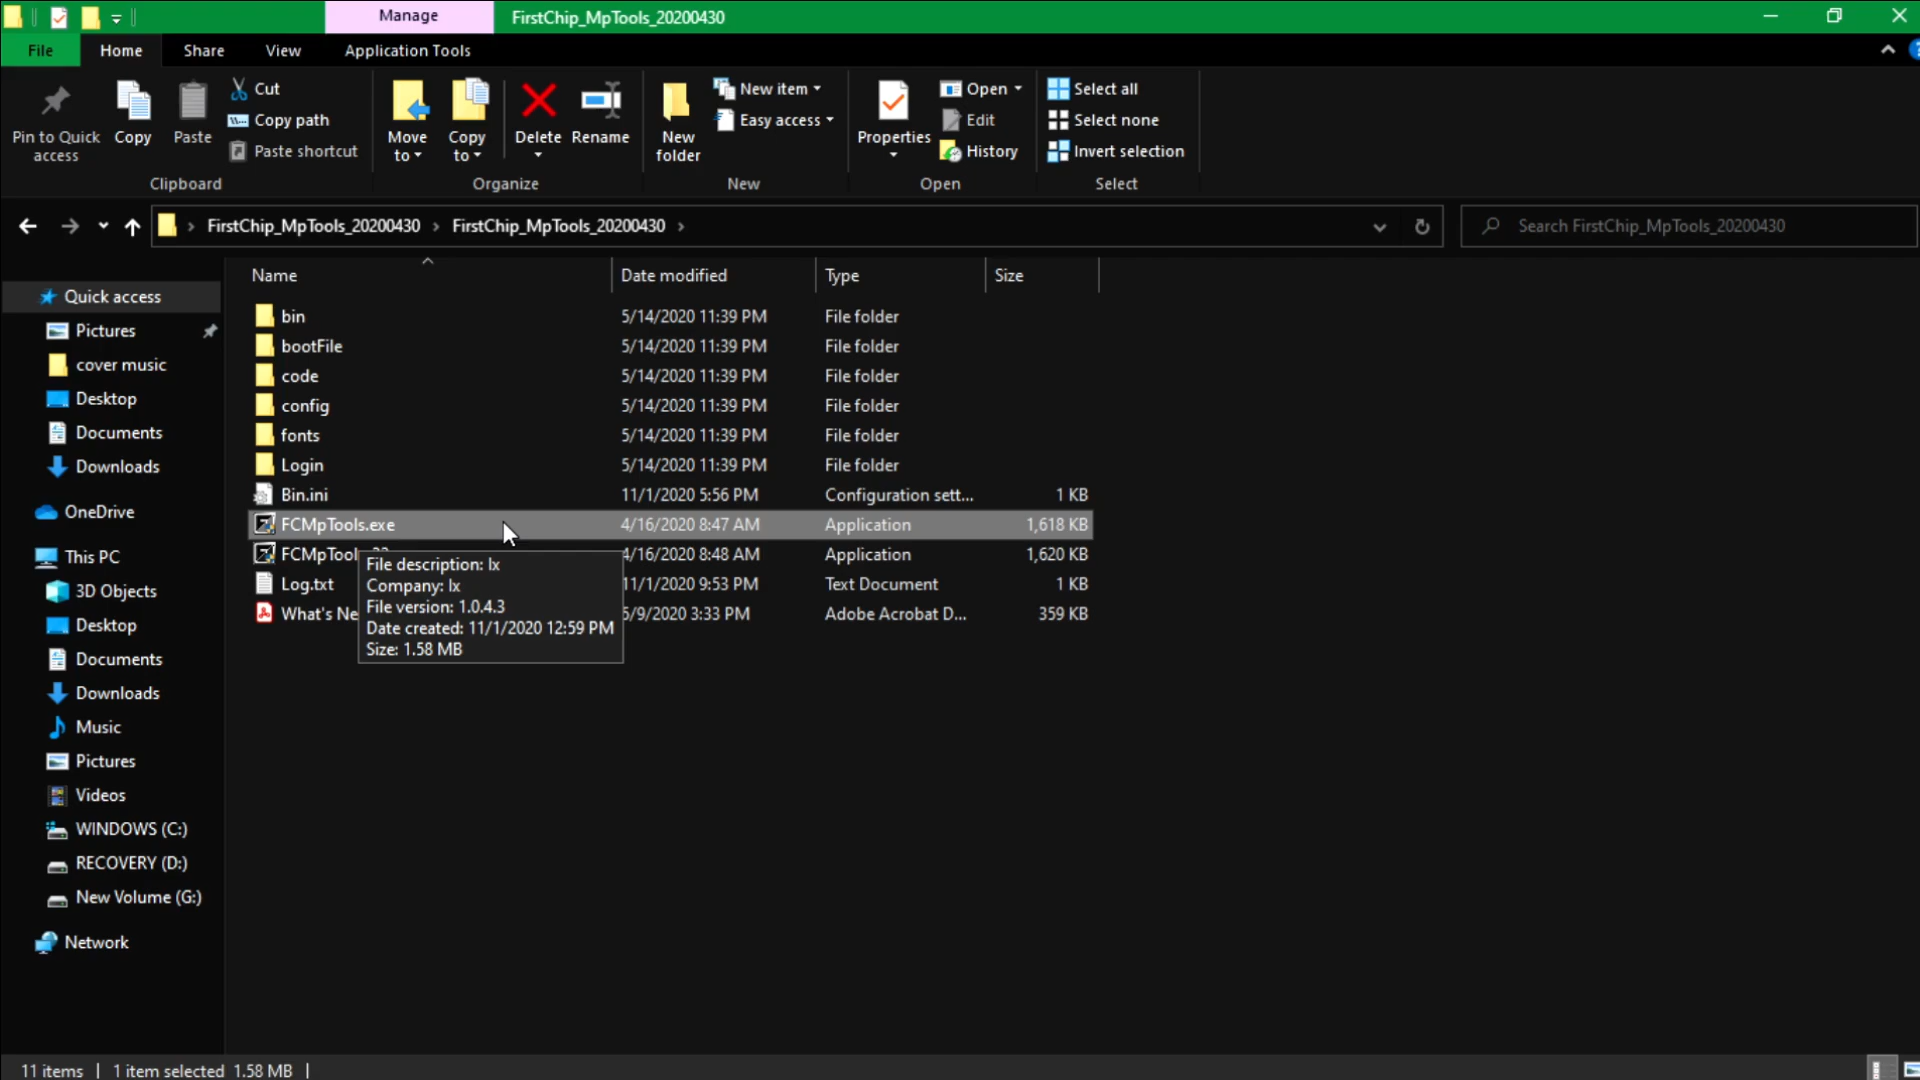 Manage
FirstChip_MpTools_20200430
File
Home
Share
View
Application Tools
Pin to Quick access
Copy
Paste
Cut
Copy path
Paste shortcut
Clipboard
Move to
Copy to
Delete
Rename
Organize
New folder
New item
Easy access
New
Properties
Open
Edit
History
Open
Select all
Select none
Invert selection
Select
FirstChip_MpTools_20200430 › FirstChip_MpTools_20200430 ›
Search FirstChip_MpTools_20200430
Name Date modified Type Size
Quick access
Pictures
cover music
Desktop
Documents
Downloads
OneDrive
This PC
3D Objects
Desktop
Documents
Downloads
Music
Pictures
Videos
WINDOWS (C:)
RECOVERY (D:)
New Volume (G:)
Network
bin 5/14/2020 11:39 PM File folder
bootFile 5/14/2020 11:39 PM File folder
code 5/14/2020 11:39 PM File folder
config 5/14/2020 11:39 PM File folder
fonts 5/14/2020 11:39 PM File folder
Login 5/14/2020 11:39 PM File folder
Bin.ini 11/1/2020 5:56 PM Configuration sett... 1 KB
FCMpTools.exe 4/16/2020 8:47 AM Application 1,618 KB
FCMpTool 4/16/2020 8:48 AM Application 1,620 KB
Log.txt 11/1/2020 9:53 PM Text Document 1 KB
What's Ne 5/9/2020 3:33 PM Adobe Acrobat D... 359 KB
File description: lx
Company: lx
File version: 1.0.4.3
Date created: 11/1/2020 12:59 PM
Size: 1.58 MB
11 items | 1 item selected 1.58 MB |